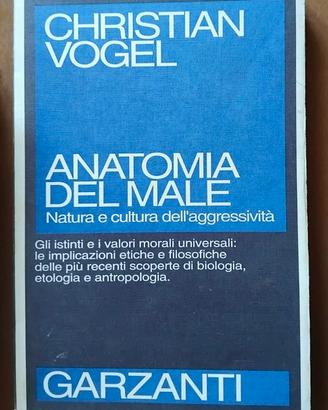 CHRISTIAN
VOGEL
ANATOMIA
DEL MALE
Natura e cultura dell'aggressività
Gli istinti e i valori morali universali:
le implicazioni etiche e filosofiche
delle più recenti scoperte di biologia,
etologia e antropologia.
GARZANTI